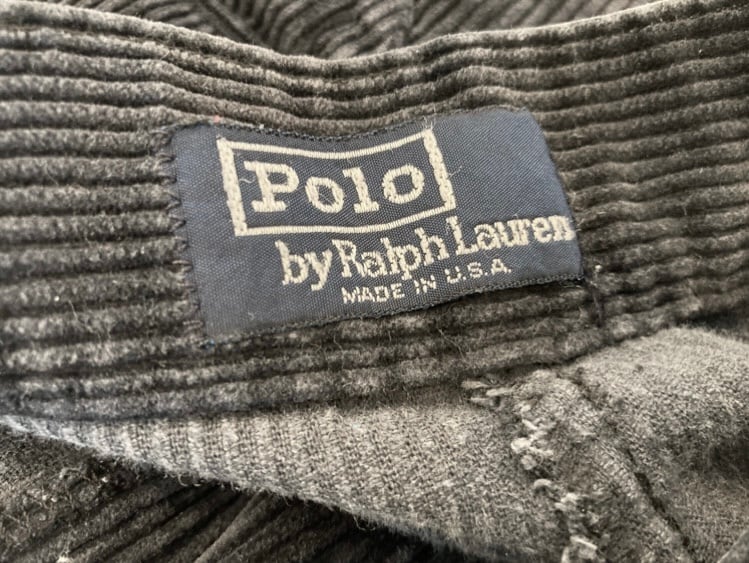 Polo
by Ralph Lauren
MADE IN U.S.A.